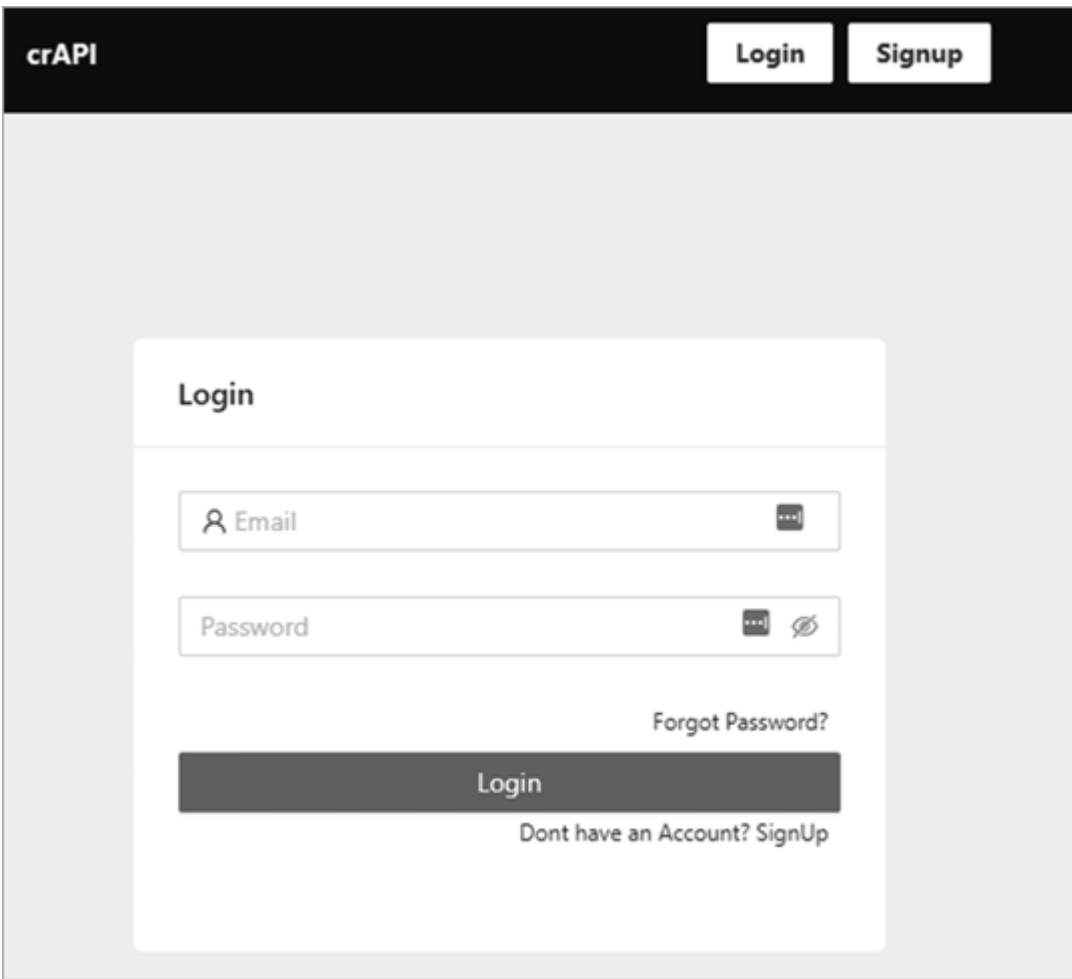 crAPI Login Signup
Login
Email
Password
Forgot Password?
Login
Dont have an Account? SignUp